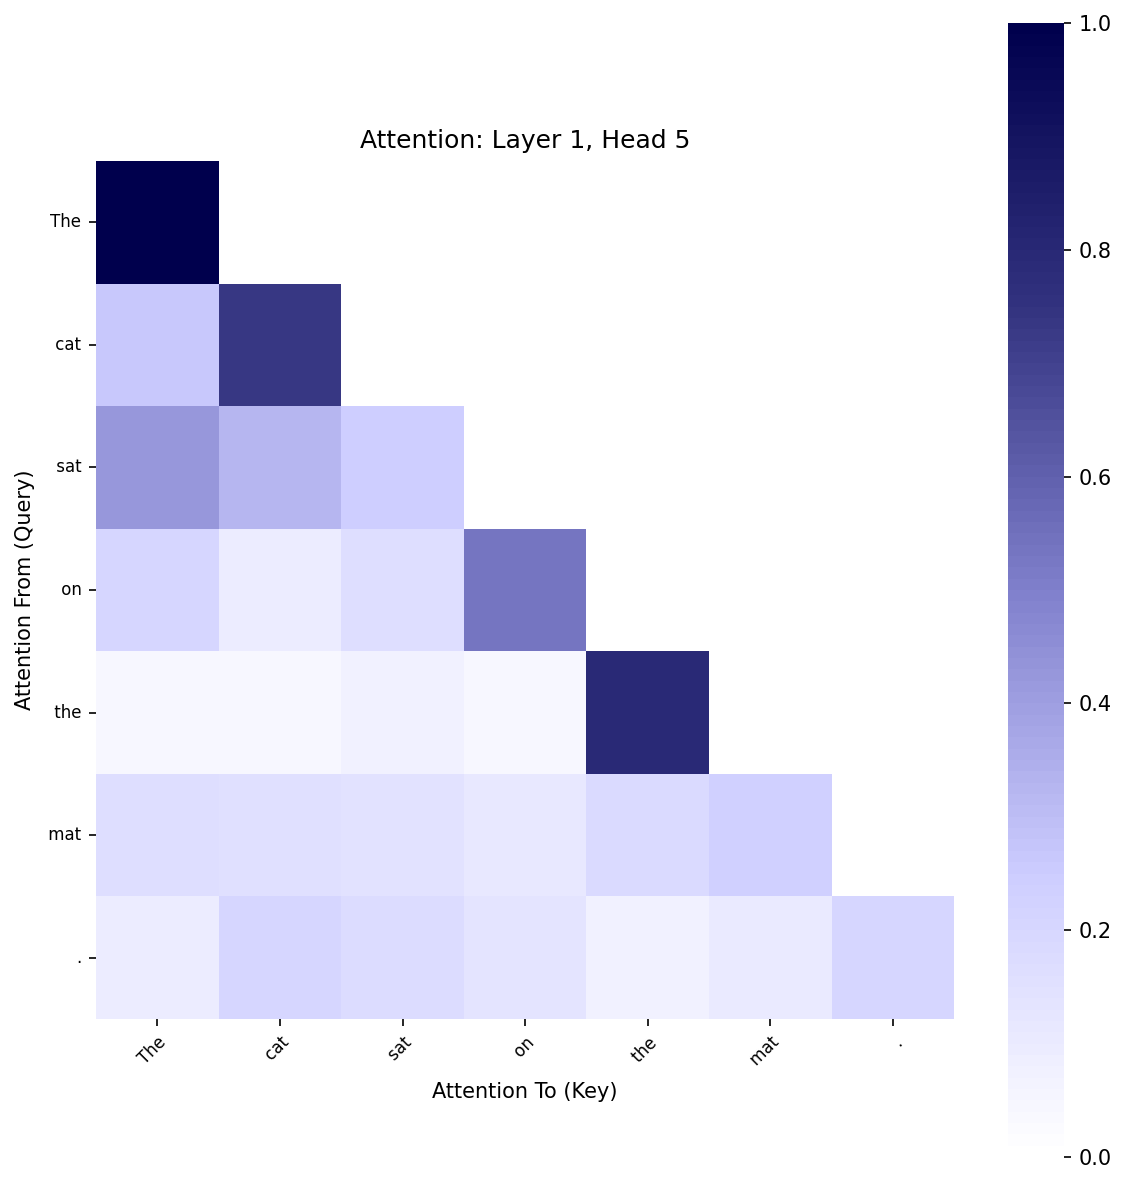 Attention: Layer 1, Head 5
The
cat
sat
on
the
mat
.
Attention From (Query)
The
cat
sat
on
the
mat
.
Attention To (Key)
1.0
0.8
0.6
0.4
0.2
0.0